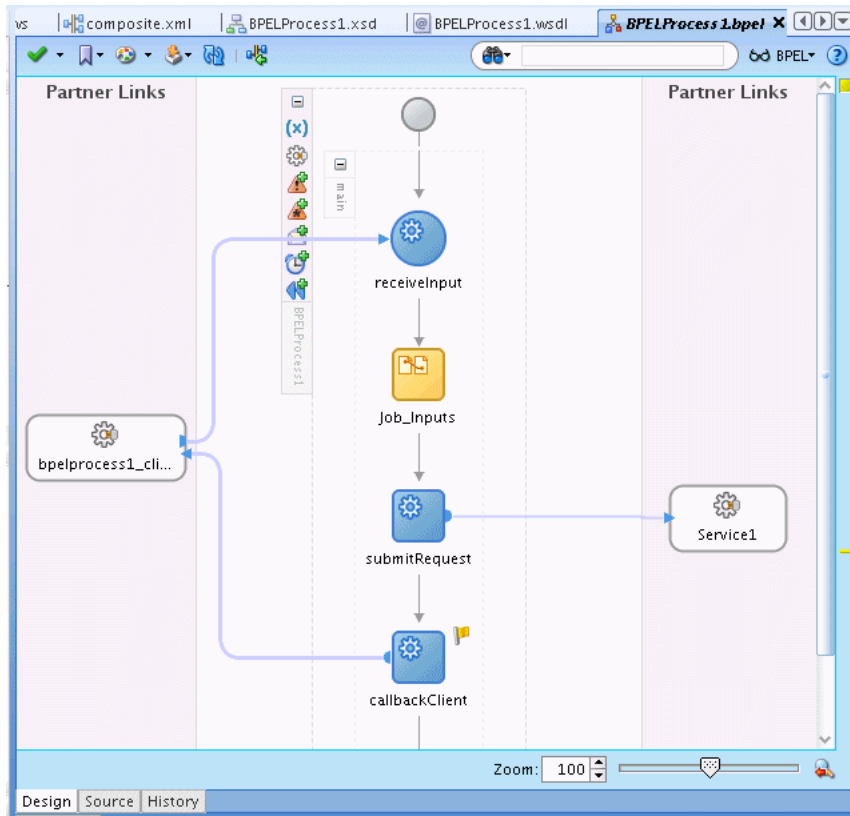 vs composite.xml BPELProcess1.xsd BPELProcess1.wsdl BPELProcess1.bpel
BPEL
Partner Links
Partner Links
(x)
main
receiveInput
BPELProcess1
Job_Inputs
bpelprocess1_cli...
submitRequest
Service1
callbackClient
Zoom: 100
Design Source History